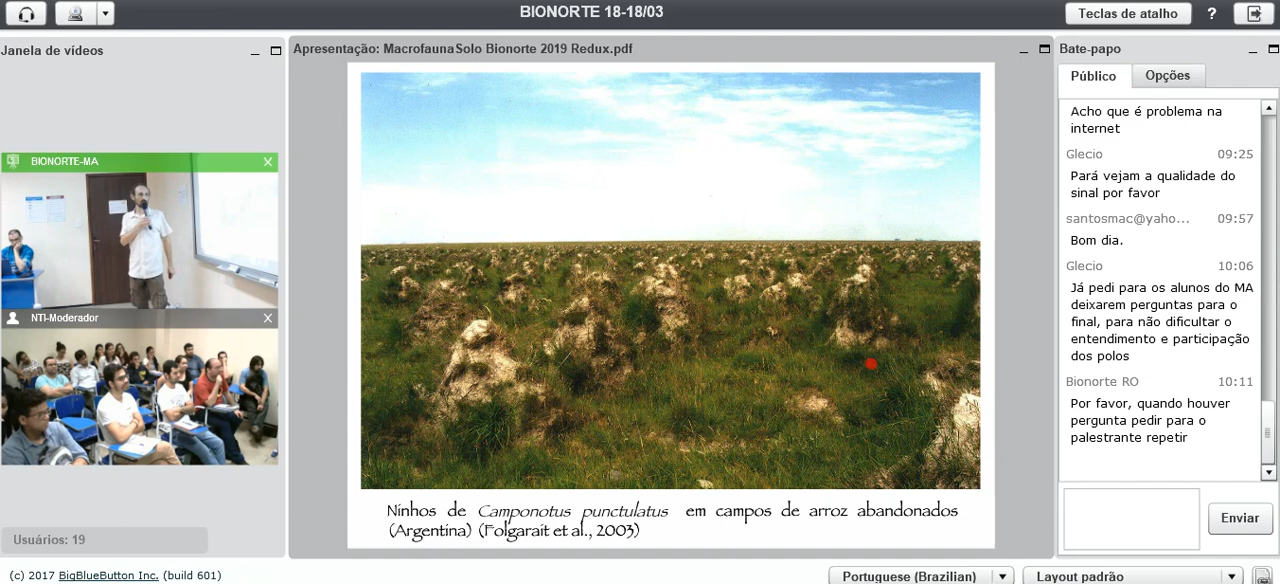 BIONORTE 18-18/03
Teclas de atalho
?
Janela de vídeos
BIONORTE-MA
NTI-Moderador
Usuários: 19
Apresentação: MacrofaunaSolo Bionorte 2019 Redux.pdf
Ninhos de Camponotus punctulatus em campos de arroz abandonados
(Argentina) (Folgarait et al., 2003)
Bate-papo
Público
Opções
Acho que é problema na
internet
Glecio 09:25
Pará vejam a qualidade do
sinal por favor
santosmac@yaho... 09:57
Bom dia.
Glecio 10:06
Já pedi para os alunos do MA
deixarem perguntas para o
final, para não dificultar o
entendimento e participação
dos polos
Bionorte RO 10:11
Por favor, quando houver
pergunta pedir para o
palestrante repetir
Enviar
(c) 2017 BigBlueButton Inc. (build 601)
Portuguese (Brazilian)
Layout padrão